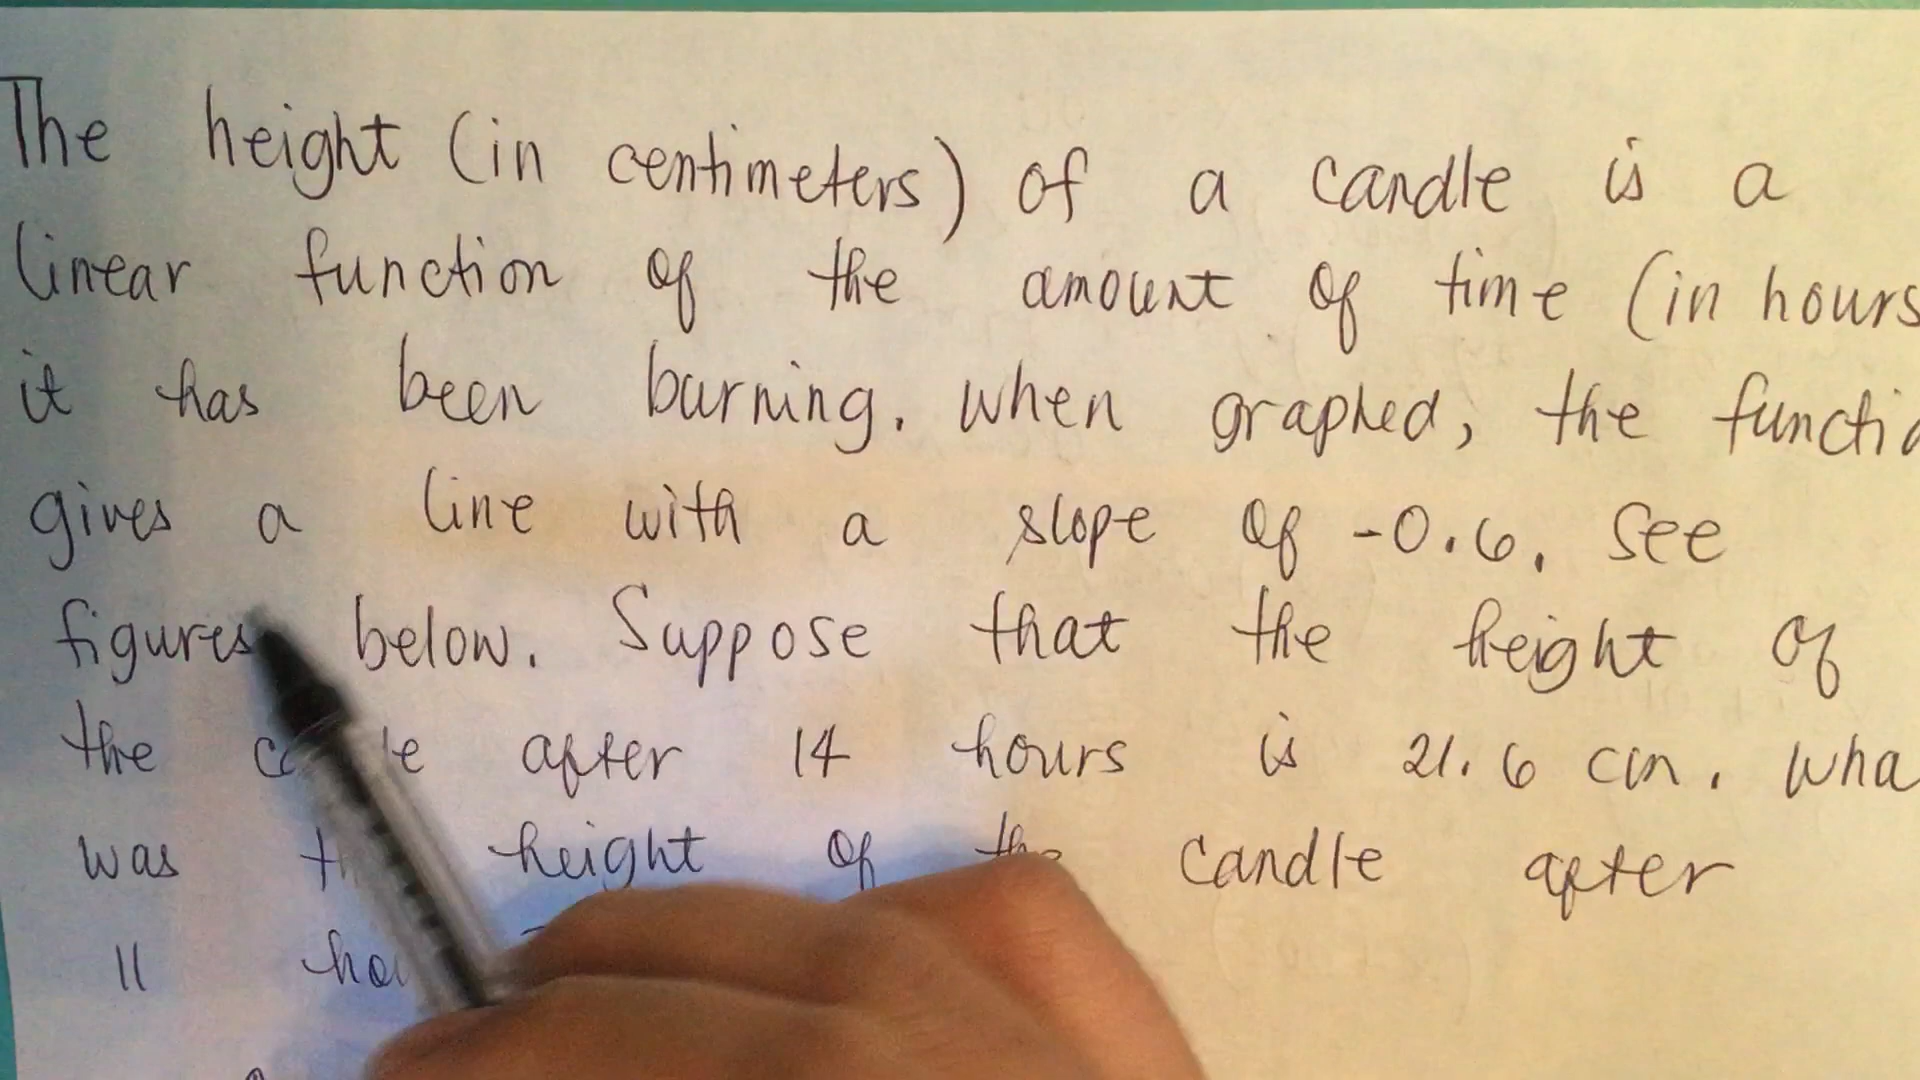 The height (in centimeters) of a candle is a
linear function of the amount of time (in hours
it has been burning. when graphed, the functio
gives a line with a slope of -0.6. See
figures below. Suppose that the height of
the after 14 hours is 21.6 cm. wha
was height of the candle after
11